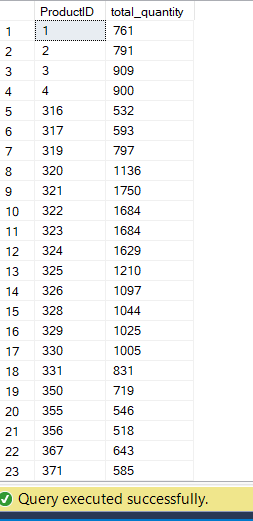 ProductID total_quantity
1 1 761
2 2 791
3 3 909
4 4 900
5 316 532
6 317 593
7 319 797
8 320 1136
9 321 1750
10 322 1684
11 323 1684
12 324 1629
13 325 1210
14 326 1097
15 328 1044
16 329 1025
17 330 1005
18 331 831
19 350 719
20 355 546
21 356 518
22 367 643
23 371 585
Query executed successfully.